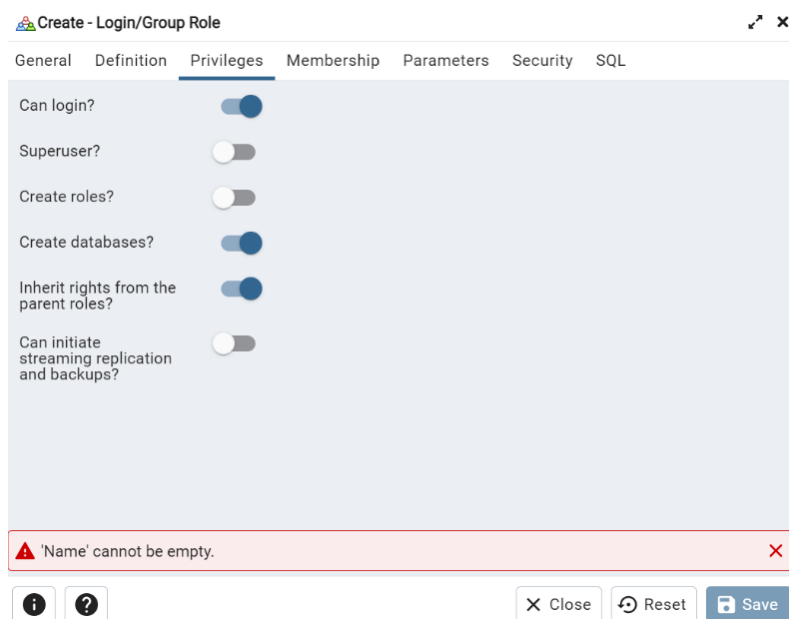 Create - Login/Group Role
General Definition Privileges Membership Parameters Security SQL
Can login?
Superuser?
Create roles?
Create databases?
Inherit rights from the
parent roles?
Can initiate
streaming replication
and backups?
'Name' cannot be empty.
Close Reset Save